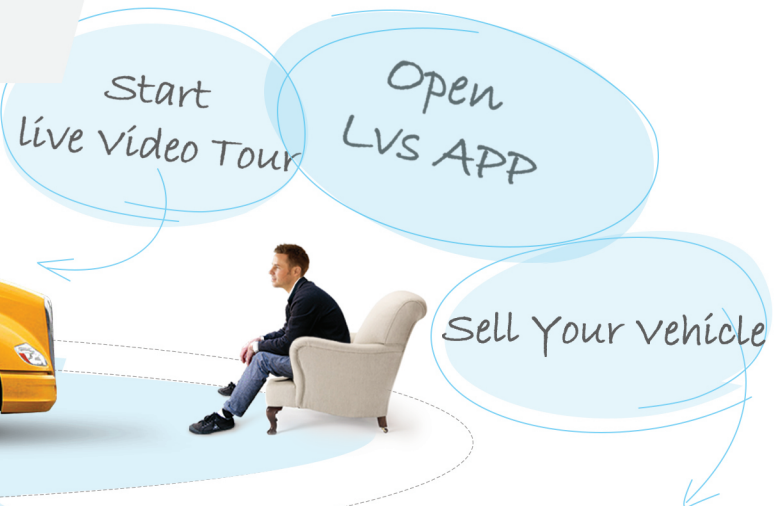 Start
live Video Tour
Open
LVS APP
Sell Your Vehicle